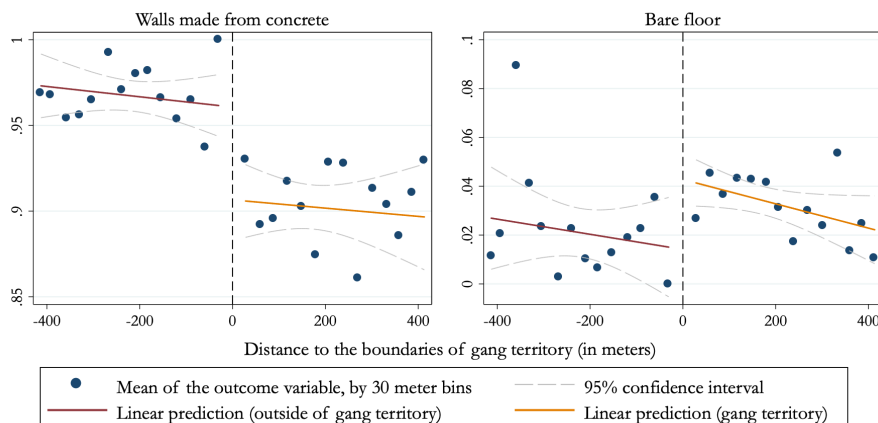 Walls made from concrete
Bare floor
1
.95
.9
.85
-400
-200
0
200
400
.1
.08
.06
.04
.02
0
-400
-200
0
200
400
Distance to the boundaries of gang territory (in meters)
Mean of the outcome variable, by 30 meter bins
95% confidence interval
Linear prediction (outside of gang territory)
Linear prediction (gang territory)